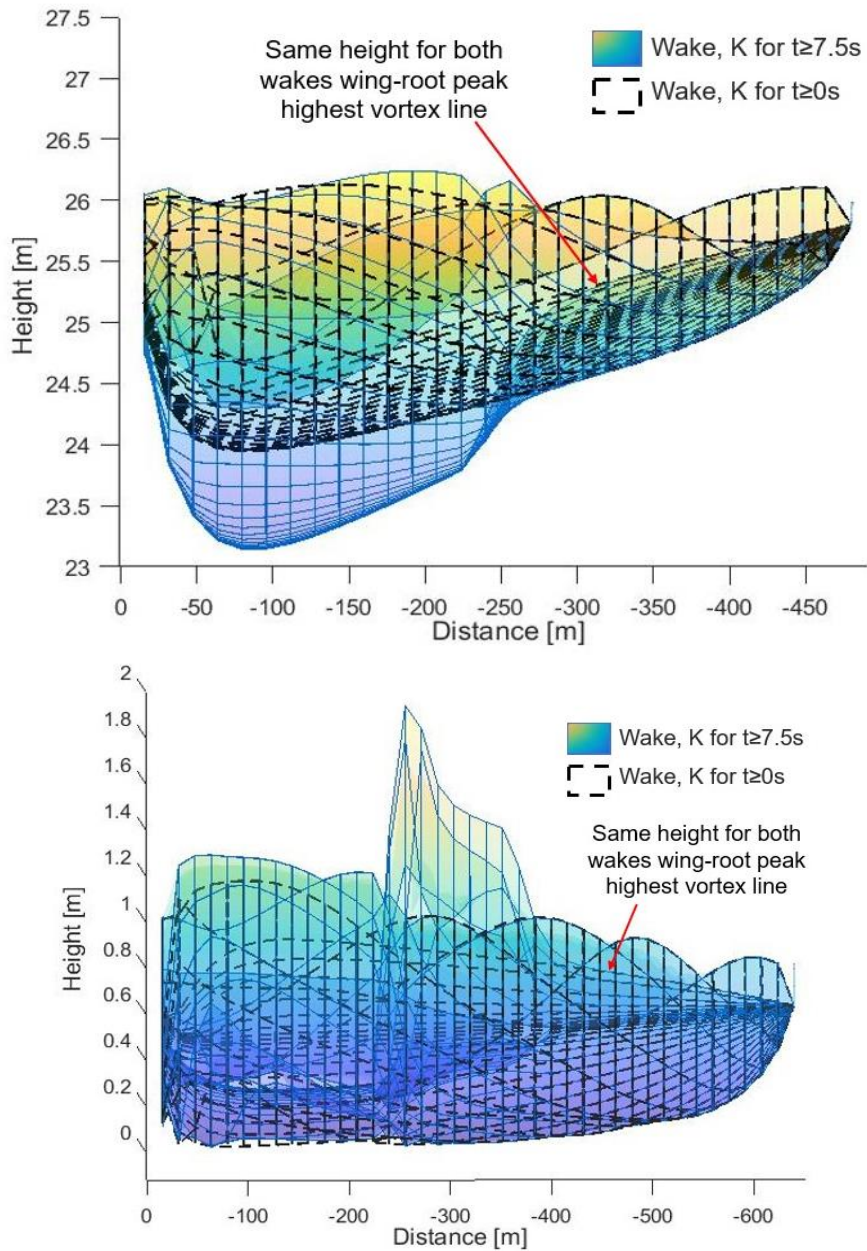 27.5
27
26.5
26
25.5
25
24.5
24
23.5
23
Height [m]
Same height for both
wakes wing-root peak
highest vortex line
Wake, K for t≥7.5s
Wake, K for t≥0s
0 -50 -100 -150 -200 -250 -300 -350 -400 -450
Distance [m]
2
1.8
1.6
1.4
1.2
1
0.8
0.6
0.4
0.2
0
Height [m]
Wake, K for t≥7.5s
Wake, K for t≥0s
Same height for both
wakes wing-root peak
highest vortex line
0 -100 -200 -300 -400 -500 -600
Distance [m]